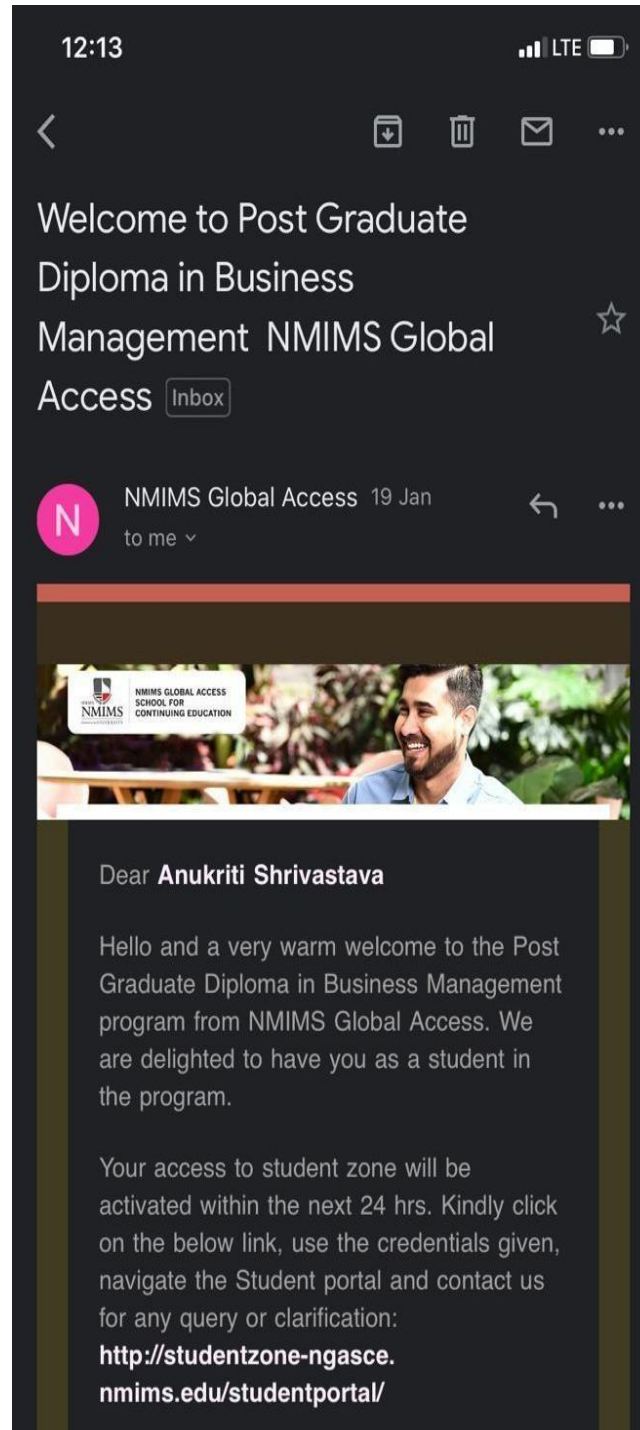 12:13 LTE
Welcome to Post Graduate
Diploma in Business
Management NMIMS Global
Access Inbox
N NMIMS Global Access 19 Jan
to me
NMIMS
NMIMS GLOBAL ACCESS
SCHOOL FOR
CONTINUING EDUCATION
Dear Anukriti Shrivastava
Hello and a very warm welcome to the Post
Graduate Diploma in Business Management
program from NMIMS Global Access. We
are delighted to have you as a student in
the program.
Your access to student zone will be
activated within the next 24 hrs. Kindly click
on the below link, use the credentials given,
navigate the Student portal and contact us
for any query or clarification:
http://studentzone-ngasce.
nmims.edu/studentportal/